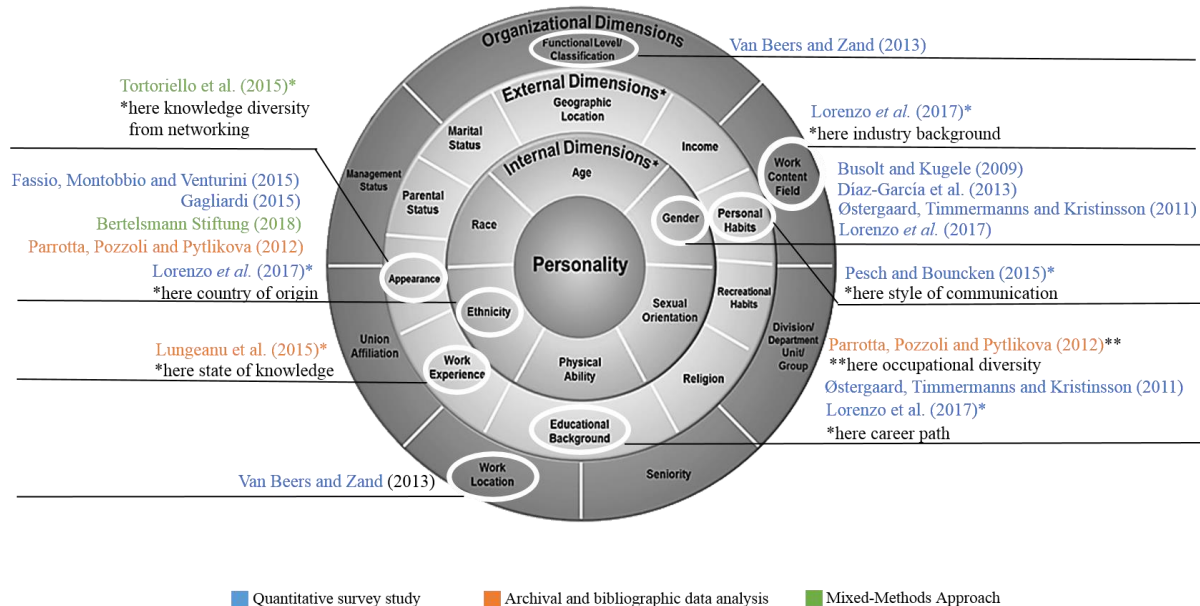 Organizational Dimensions
Functional Level/
Classification
Van Beers and Zand (2013)
Tortoriello et al. (2015)*
*here knowledge diversity
from networking
External Dimensions*
Geographic
Location
Marital
Status
Income
Lorenzo et al. (2017)*
*here industry background
Internal Dimensions*
Age
Management
Status
Work
Content
Field
Fassio, Montobbio and Venturini (2015)
Gagliardi (2015)
Bertelsmann Stiftung (2018)
Parrotta, Pozzoli and Pytlikova (2012)
Lorenzo et al. (2017)*
*here country of origin
Parental
Status
Race
Gender
Personal
Habits
Busolt and Kugele (2009)
Díaz-García et al. (2013)
Østergaard, Timmermanns and Kristinsson (2011)
Lorenzo et al. (2017)
Personality
Appearance
Ethnicity
Sexual
Orientation
Recreational
Habits
Pesch and Bouncken (2015)*
*here style of communication
Union
Affiliation
Division/
Department
Unit/
Group
Lungeanu et al. (2015)*
*here state of knowledge
Work
Experience
Physical
Ability
Religion
Parrotta, Pozzoli and Pytlikova (2012)**
**here occupational diversity
Østergaard, Timmermanns and Kristinsson (2011)
Lorenzo et al. (2017)*
*here career path
Educational
Background
Van Beers and Zand (2013)
Work
Location
Seniority
Quantitative survey study
Archival and bibliographic data analysis
Mixed-Methods Approach